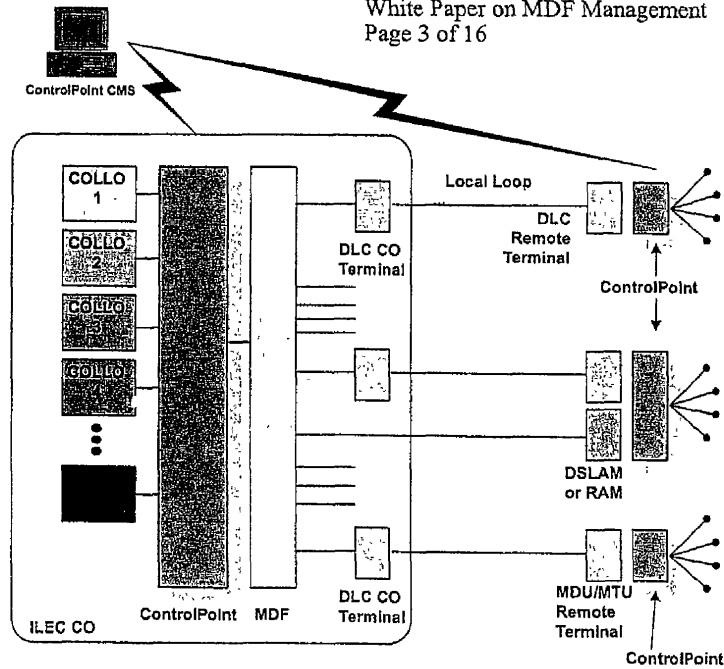 White Paper on MDF Management
Page 3 of 16
ControlPoint CMS
COLLO
1
COLLO
2
COLLO
3
COLLO
Local Loop
DLC CO
Terminal
DLC
Remote
Terminal
ControlPoint
DSLAM
or RAM
DLC CO
Terminal
MDU/MTU
Remote
Terminal
ControlPoint
MDF
ILEC CO
ControlPoint